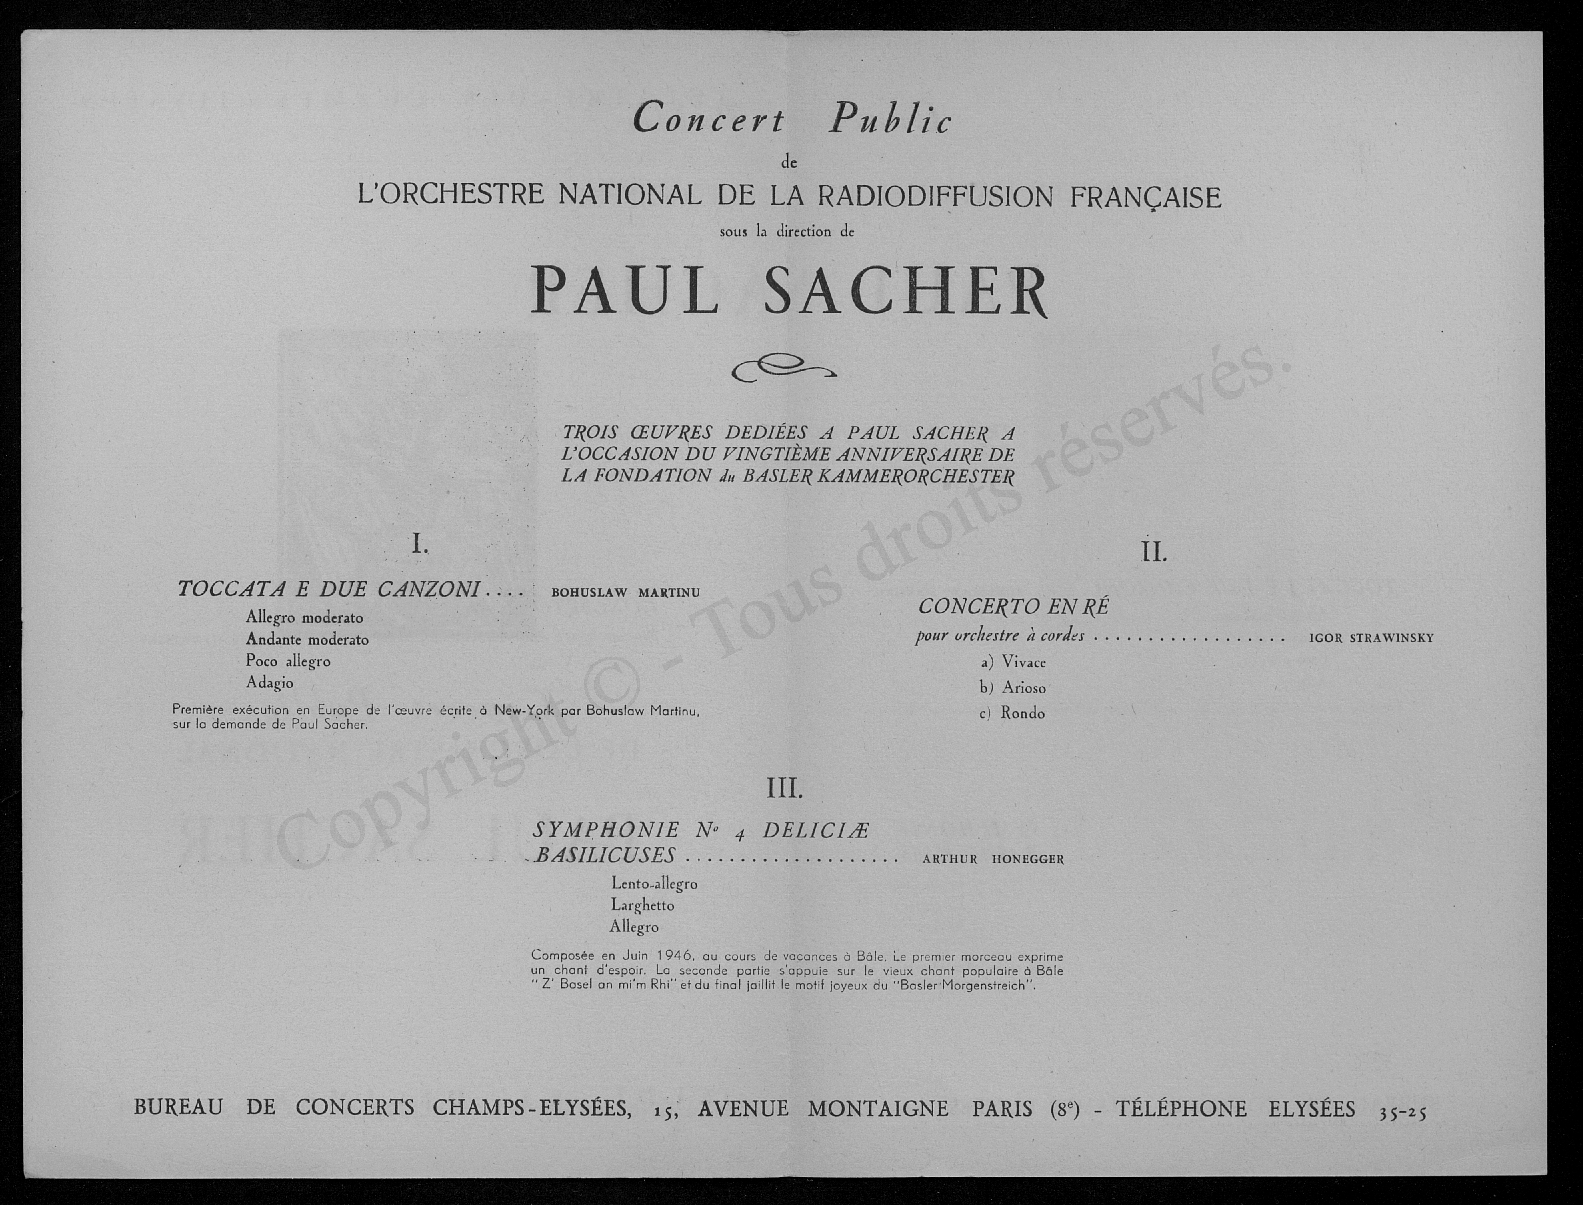 Concert Public
de
L'ORCHESTRE NATIONAL DE LA RADIODIFFUSION FRANÇAISE
sous la direction de
PAUL SACHER
TROIS ŒUVRES DEDIÉES A PAUL SACHER A
L'OCCASION DU VINGTIÈME ANNIVERSAIRE DE
LA FONDATION du BASLER KAMMERORCHESTER
I.
TOCCATA E DUE CANZONI .... BOHUSLAW MARTINU
Allegro moderato
Andante moderato
Poco allegro
Adagio
Première exécution en Europe de l'œuvre écrite à New-York par Bohuslaw Martinu,
sur la demande de Paul Sacher.
II.
CONCERTO EN RÉ
pour orchestre à cordes .................. IGOR STRAWINSKY
a) Vivace
b) Arioso
c) Rondo
III.
SYMPHONIE Nº 4 DELICIÆ
BASILICUSES .................... ARTHUR HONEGGER
Lento-allegro
Larghetto
Allegro
Composée en Juin 1946, au cours de vacances à Bâle. Le premier morceau exprime
un chant d'espoir. La seconde partie s'appuie sur le vieux chant populaire à Bâle
"Z' Basel an mi'm Rhi" et du final jaillit le motif joyeux du "Basler Morgenstreich".
BUREAU DE CONCERTS CHAMPS-ELYSÉES, 15, AVENUE MONTAIGNE PARIS (8e) - TÉLÉPHONE ELYSÉES 35-25
Copyright © - Tous droits réservés.